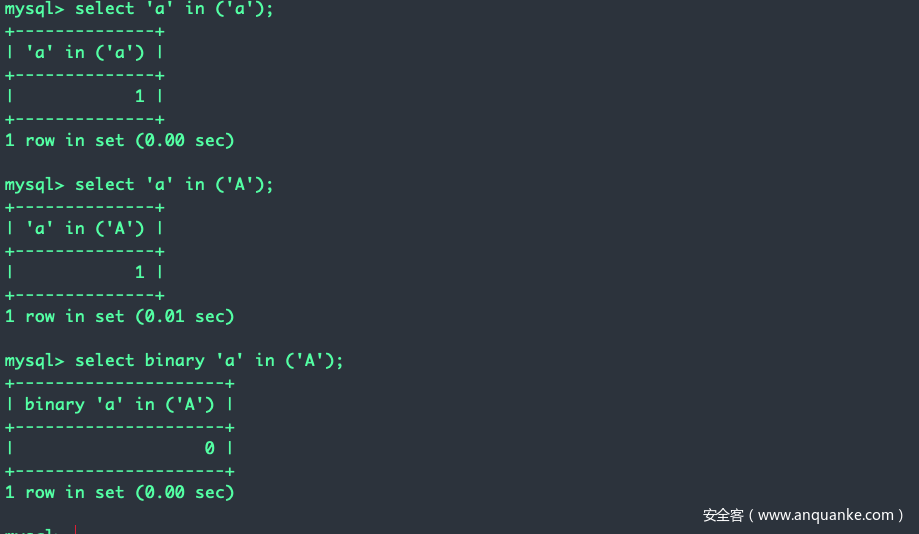 mysql> select 'a' in ('a');
+--------------+
| 'a' in ('a') |
+--------------+
|            1 |
+--------------+
1 row in set (0.00 sec)

mysql> select 'a' in ('A');
+--------------+
| 'a' in ('A') |
+--------------+
|            1 |
+--------------+
1 row in set (0.01 sec)

mysql> select binary 'a' in ('A');
+---------------------+
| binary 'a' in ('A') |
+---------------------+
|                   0 |
+---------------------+
1 row in set (0.00 sec)
安全客（www.anquanke.com）